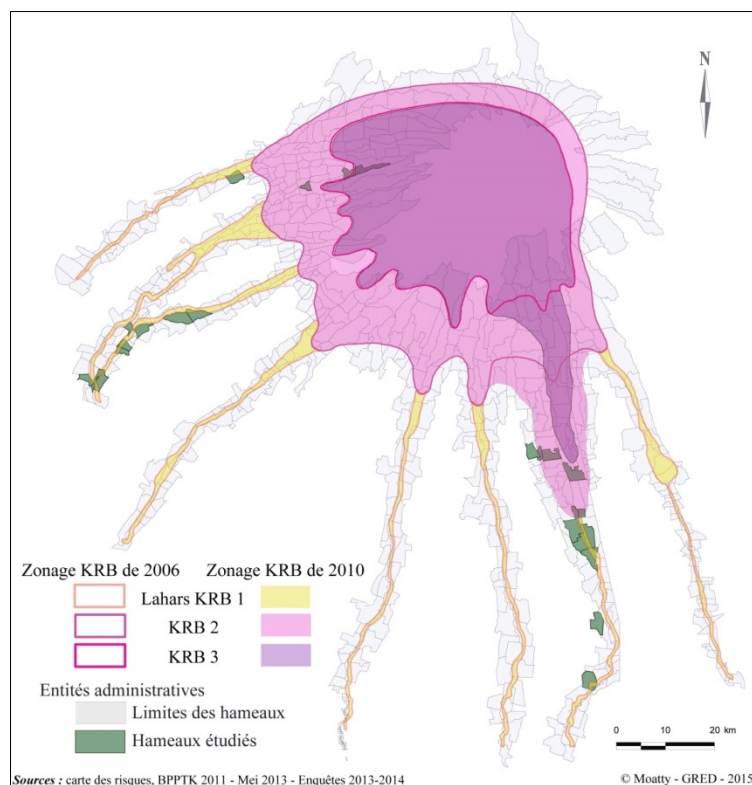 N
Zonage KRB de 2006 Zonage KRB de 2010
Lahars KRB 1
KRB 2
KRB 3
Entités administratives
Limites des hameaux
Hameaux étudiés
0 10 20 km
Sources : carte des risques, BPPTK 2011 - Mei 2013 - Enquêtes 2013-2014 © Moatty - GRED - 2015